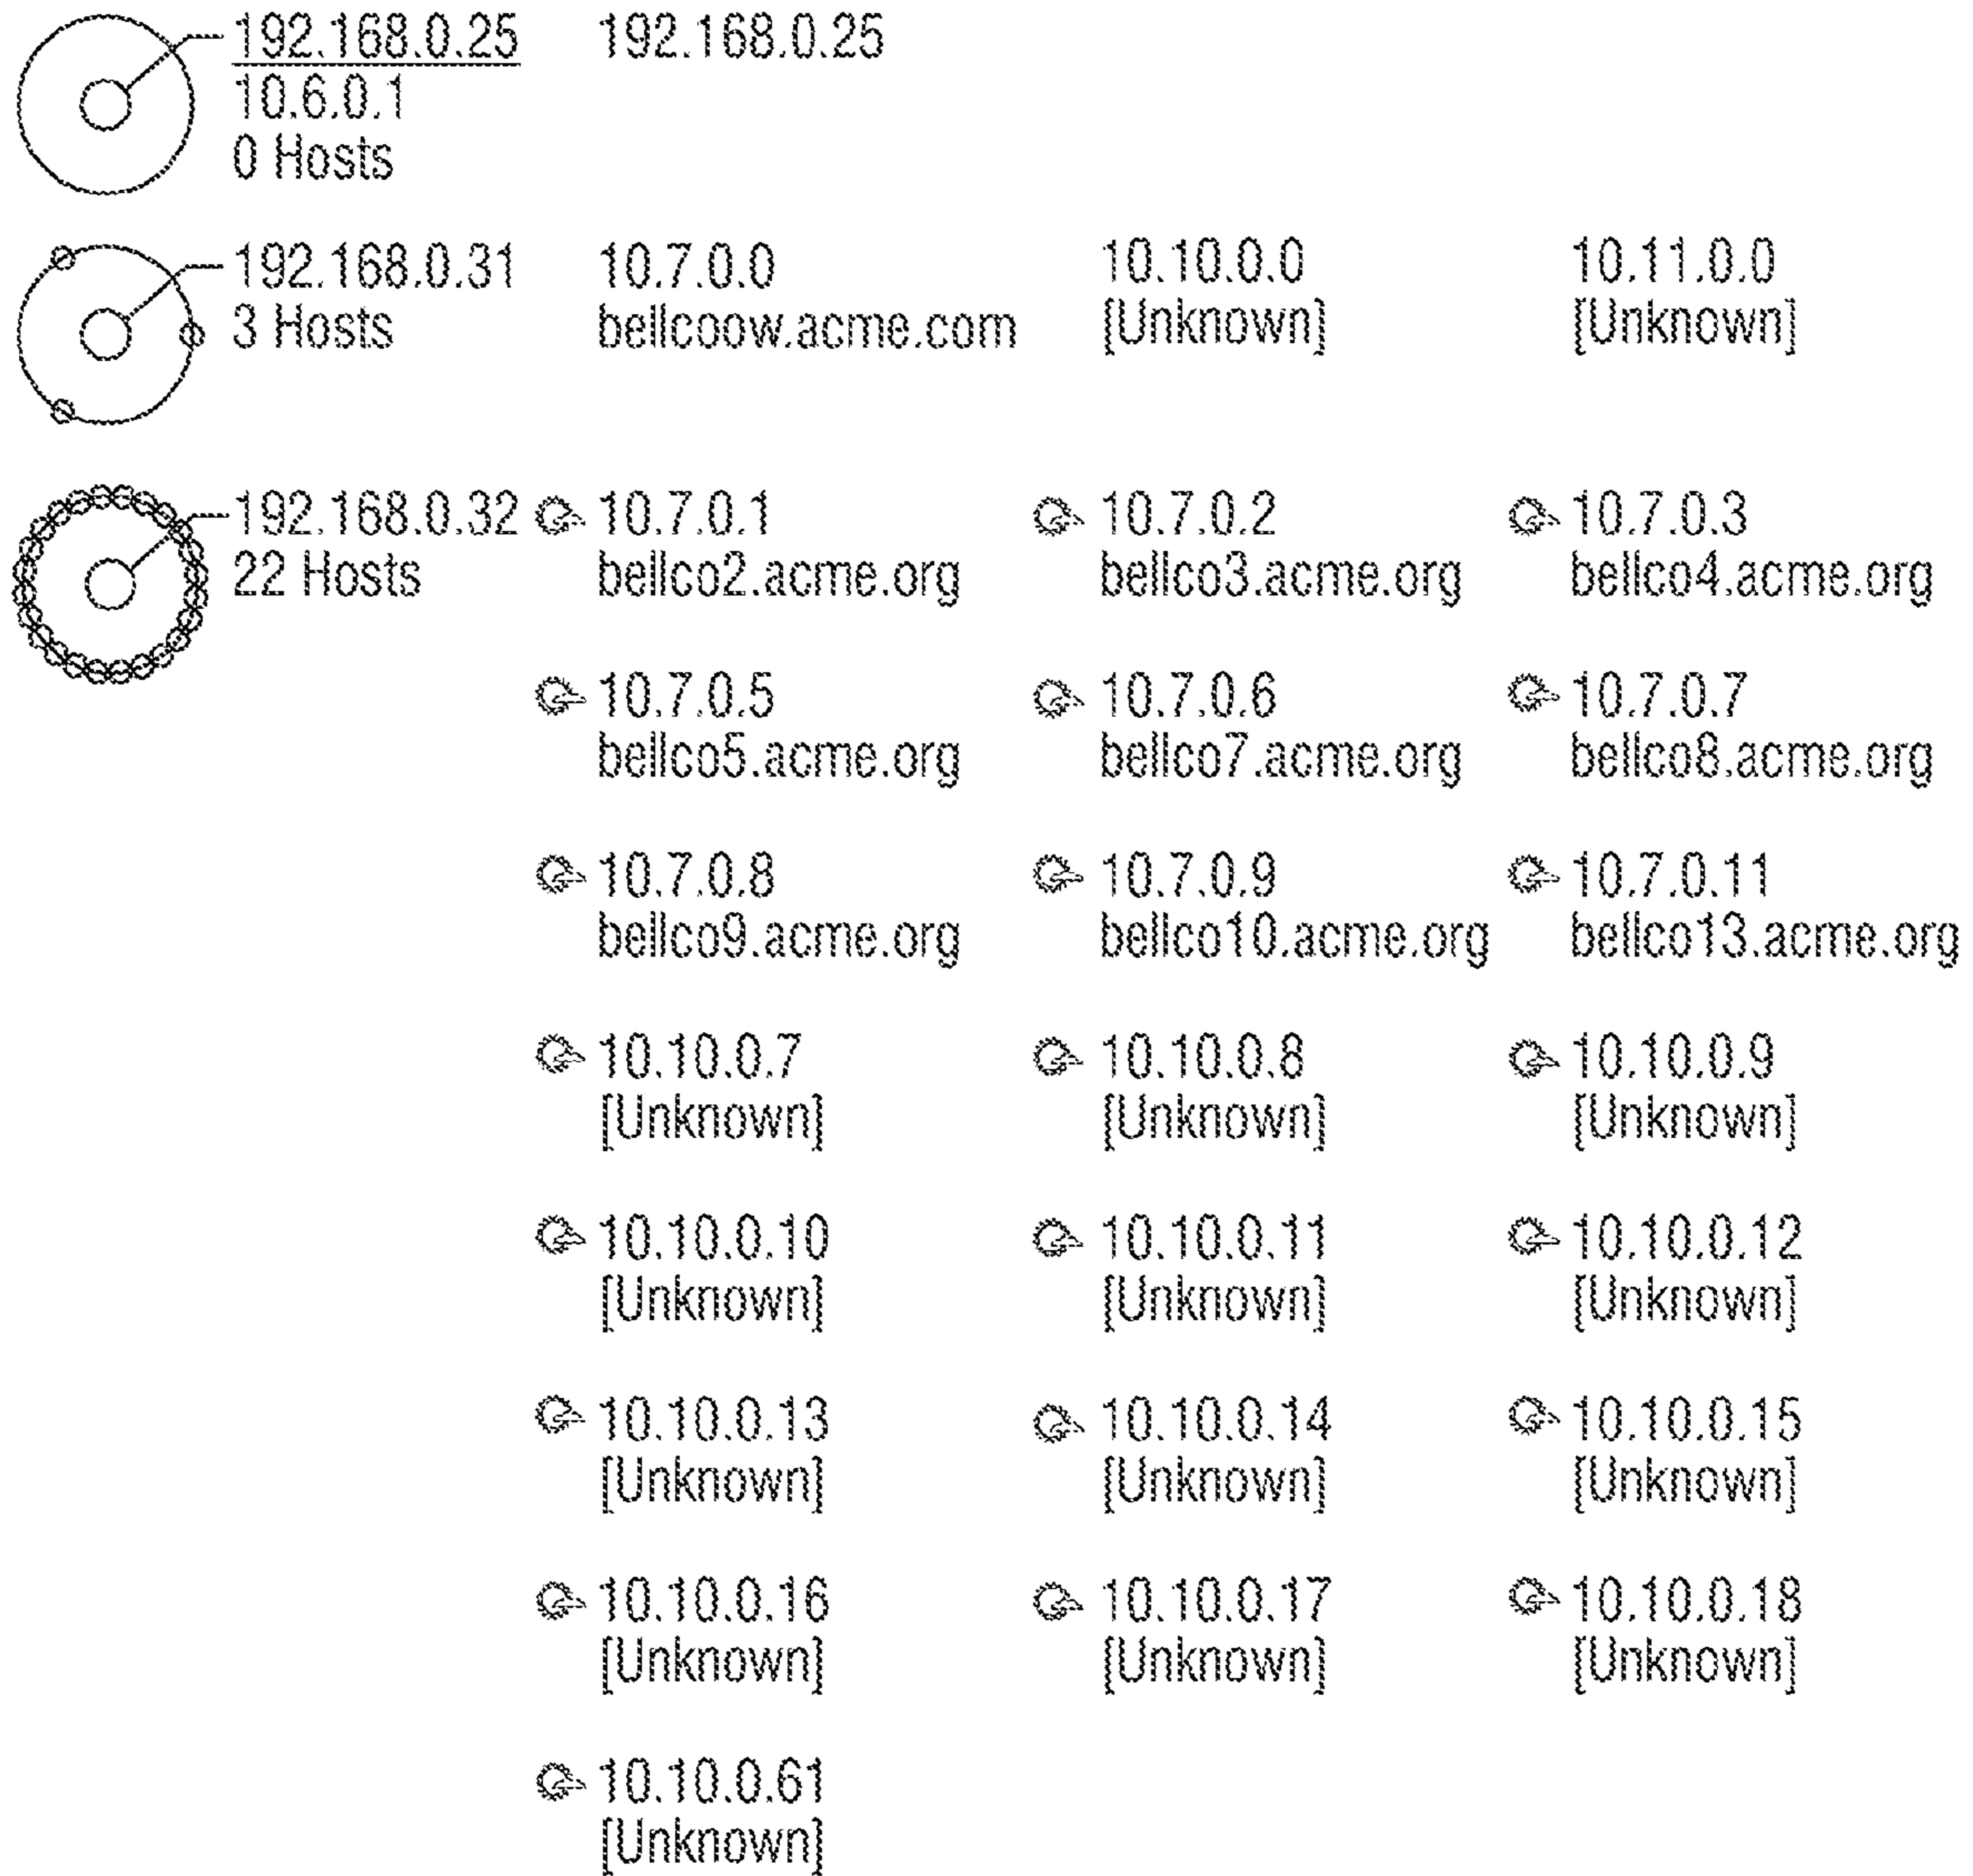 192.168.0.25 192.168.0.25
10.6.0.1
0 Hosts
192.168.0.31 10.7.0.0 10.10.0.0 10.11.0.0
3 Hosts bellcoow.acme.com [Unknown] [Unknown]
192.168.0.32 10.7.0.1 10.7.0.2 10.7.0.3
22 Hosts bellco2.acme.org bellco3.acme.org bellco4.acme.org
10.7.0.5 10.7.0.6 10.7.0.7
bellco5.acme.org bellco7.acme.org bellco8.acme.org
10.7.0.8 10.7.0.9 10.7.0.11
bellco9.acme.org bellco10.acme.org bellco13.acme.org
10.10.0.7 10.10.0.8 10.10.0.9
[Unknown] [Unknown] [Unknown]
10.10.0.10 10.10.0.11 10.10.0.12
[Unknown] [Unknown] [Unknown]
10.10.0.13 10.10.0.14 10.10.0.15
[Unknown] [Unknown] [Unknown]
10.10.0.16 10.10.0.17 10.10.0.18
[Unknown] [Unknown] [Unknown]
10.10.0.61
[Unknown]